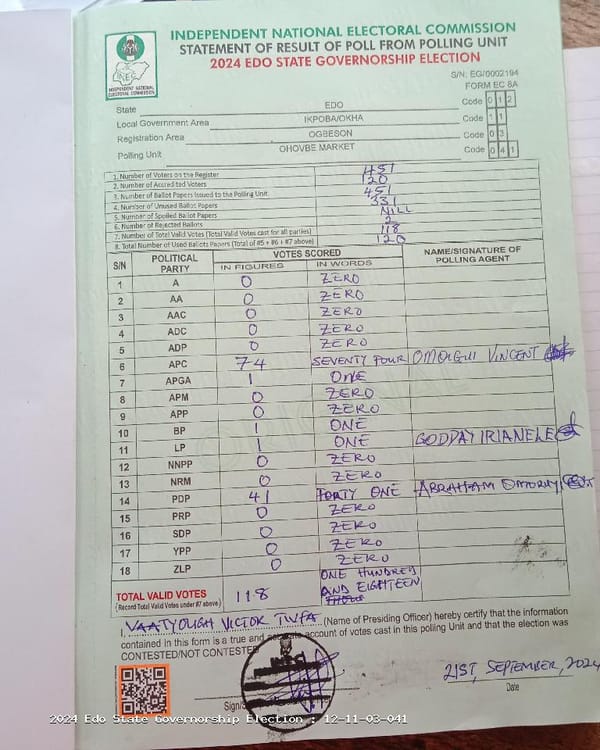 INDEPENDENT NATIONAL ELECTORAL COMMISSION
STATEMENT OF RESULT OF POLL FROM POLLING UNIT
2024 EDO STATE GOVERNORSHIP ELECTION
INEC
INDEPENDENT NATIONAL ELECTORAL COMMISSION
S/N: EG/0002194
FORM EC 8A
State EDO Code 0 1 2
Local Government Area IKPOBA/OKHA Code 1 1
Registration Area OGBESON Code 0 3
Polling Unit OHOVBE MARKET Code 0 4 1
1. Number of Voters on the Register 451
2. Number of Accredited Voters 120
3. Number of Ballot Papers Issued to the Polling Unit 451
4. Number of Unused Ballot Papers 331
5. Number of Spoiled Ballot Papers NILL
6. Number of Rejected Ballots 2
7. Number of Total Valid Votes (Total Valid Votes cast for all parties) 118
8. Total Number of Used Ballots Papers (Total of #5 + #6 + #7 above) 120
S/N POLITICAL PARTY VOTES SCORED NAME/SIGNATURE OF POLLING AGENT
IN FIGURES IN WORDS
1 A 0 ZERO
2 AA 0 ZERO
3 AAC 0 ZERO
4 ADC 0 ZERO
5 ADP 0 ZERO
6 APC 74 SEVENTY FOUR OMOIGUI VINCENT
7 APGA 1 ONE
8 APM 0 ZERO
9 APP 0 ZERO
10 BP 1 ONE
11 LP 1 ONE GODDAY IRIANELE
12 NNPP 0 ZERO
13 NRM 0 ZERO
14 PDP 41 FORTY ONE ABRAHAM
15 PRP 0 ZERO
16 SDP 0 ZERO
17 YPP 0 ZERO
18 ZLP 0 ZERO
TOTAL VALID VOTES 118 ONE HUNDRED
(Record Total Valid Votes under #7 above) AND EIGHTEEN
I, VAATYOUGH VICTOR (Name of Presiding Officer) hereby certify that the information
contained in this form is a true and account of votes cast in this polling Unit and that the election was
CONTESTED/NOT CONTESTED
21ST, SEPTEMBER, 2024
Date
2024 Edo State Governorship Election : 12-11-03-041